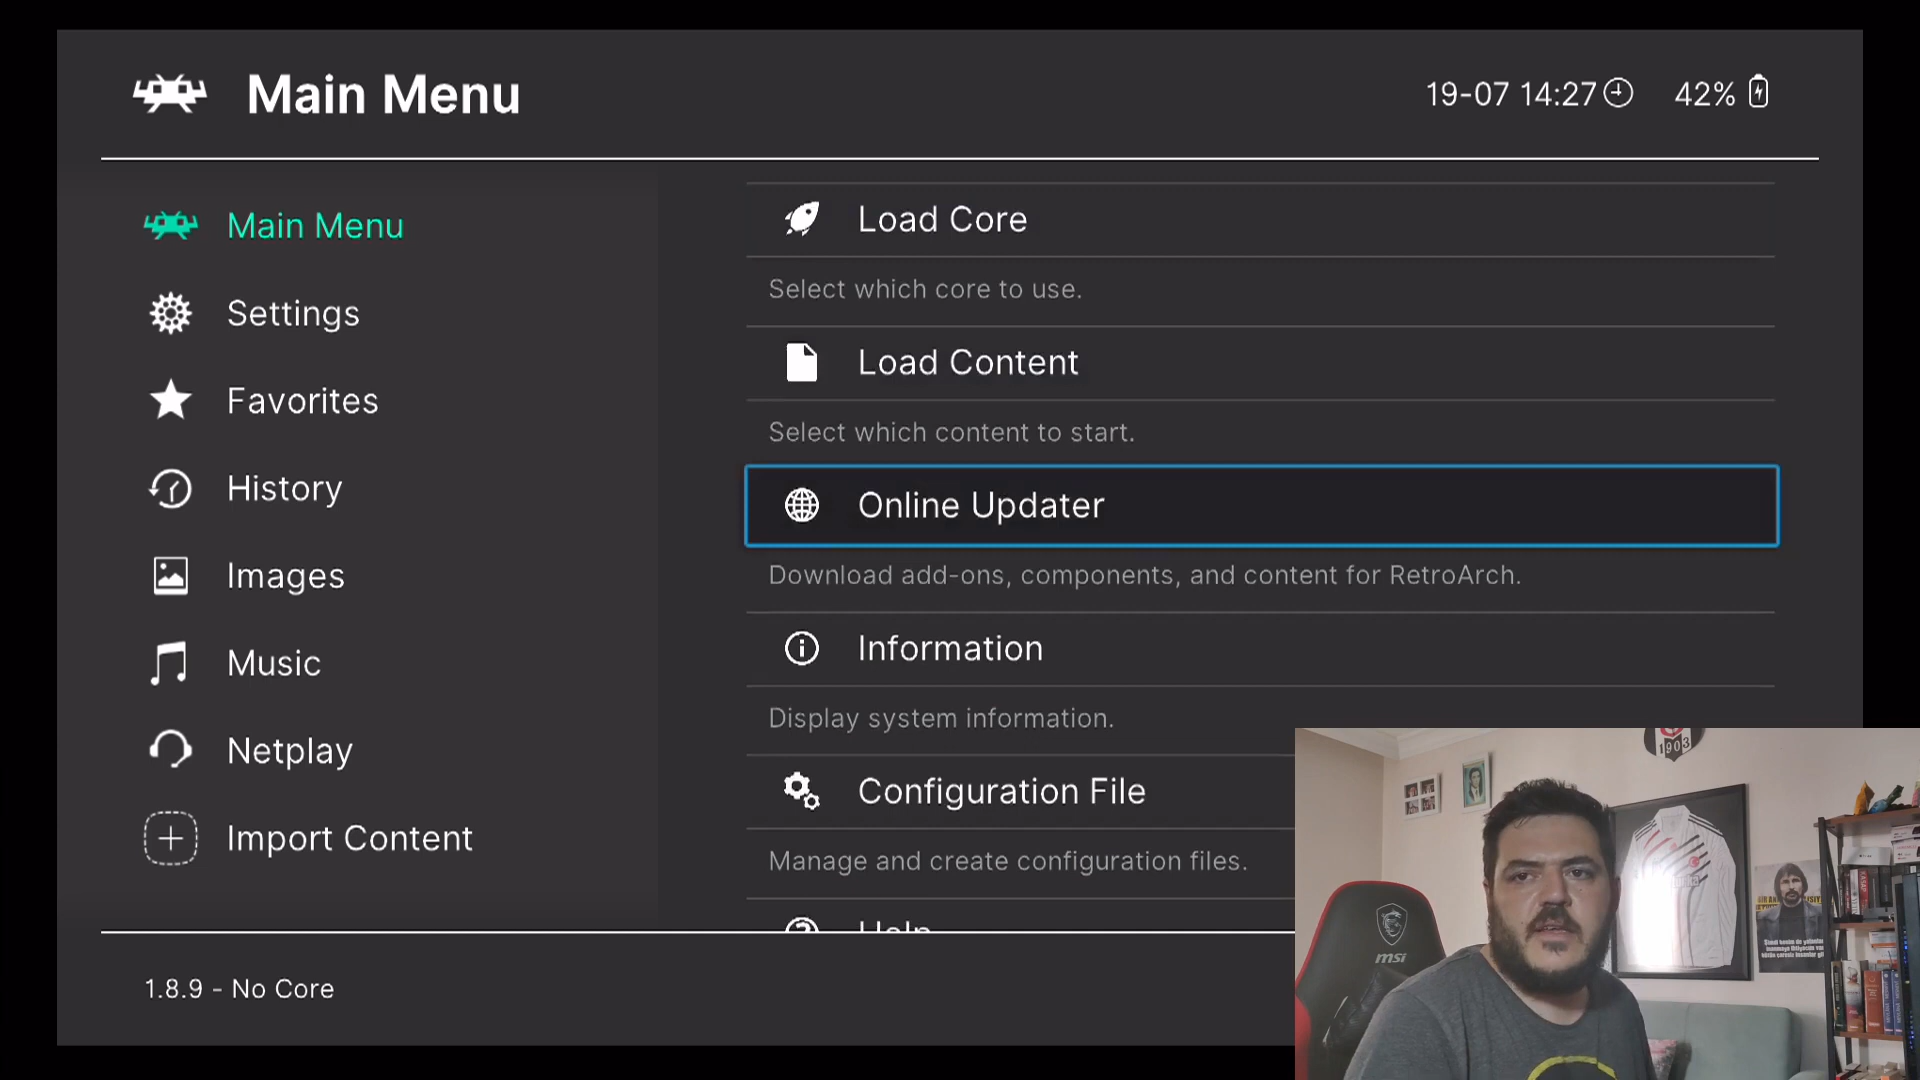 Main Menu
19-07 14:27
42%
Main Menu
Settings
Favorites
History
Images
Music
Netplay
Import Content
Load Core
Select which core to use.
Load Content
Select which content to start.
Online Updater
Download add-ons, components, and content for RetroArch.
Information
Display system information.
Configuration File
Manage and create configuration files.
Help
1.8.9 - No Core
1903
msi